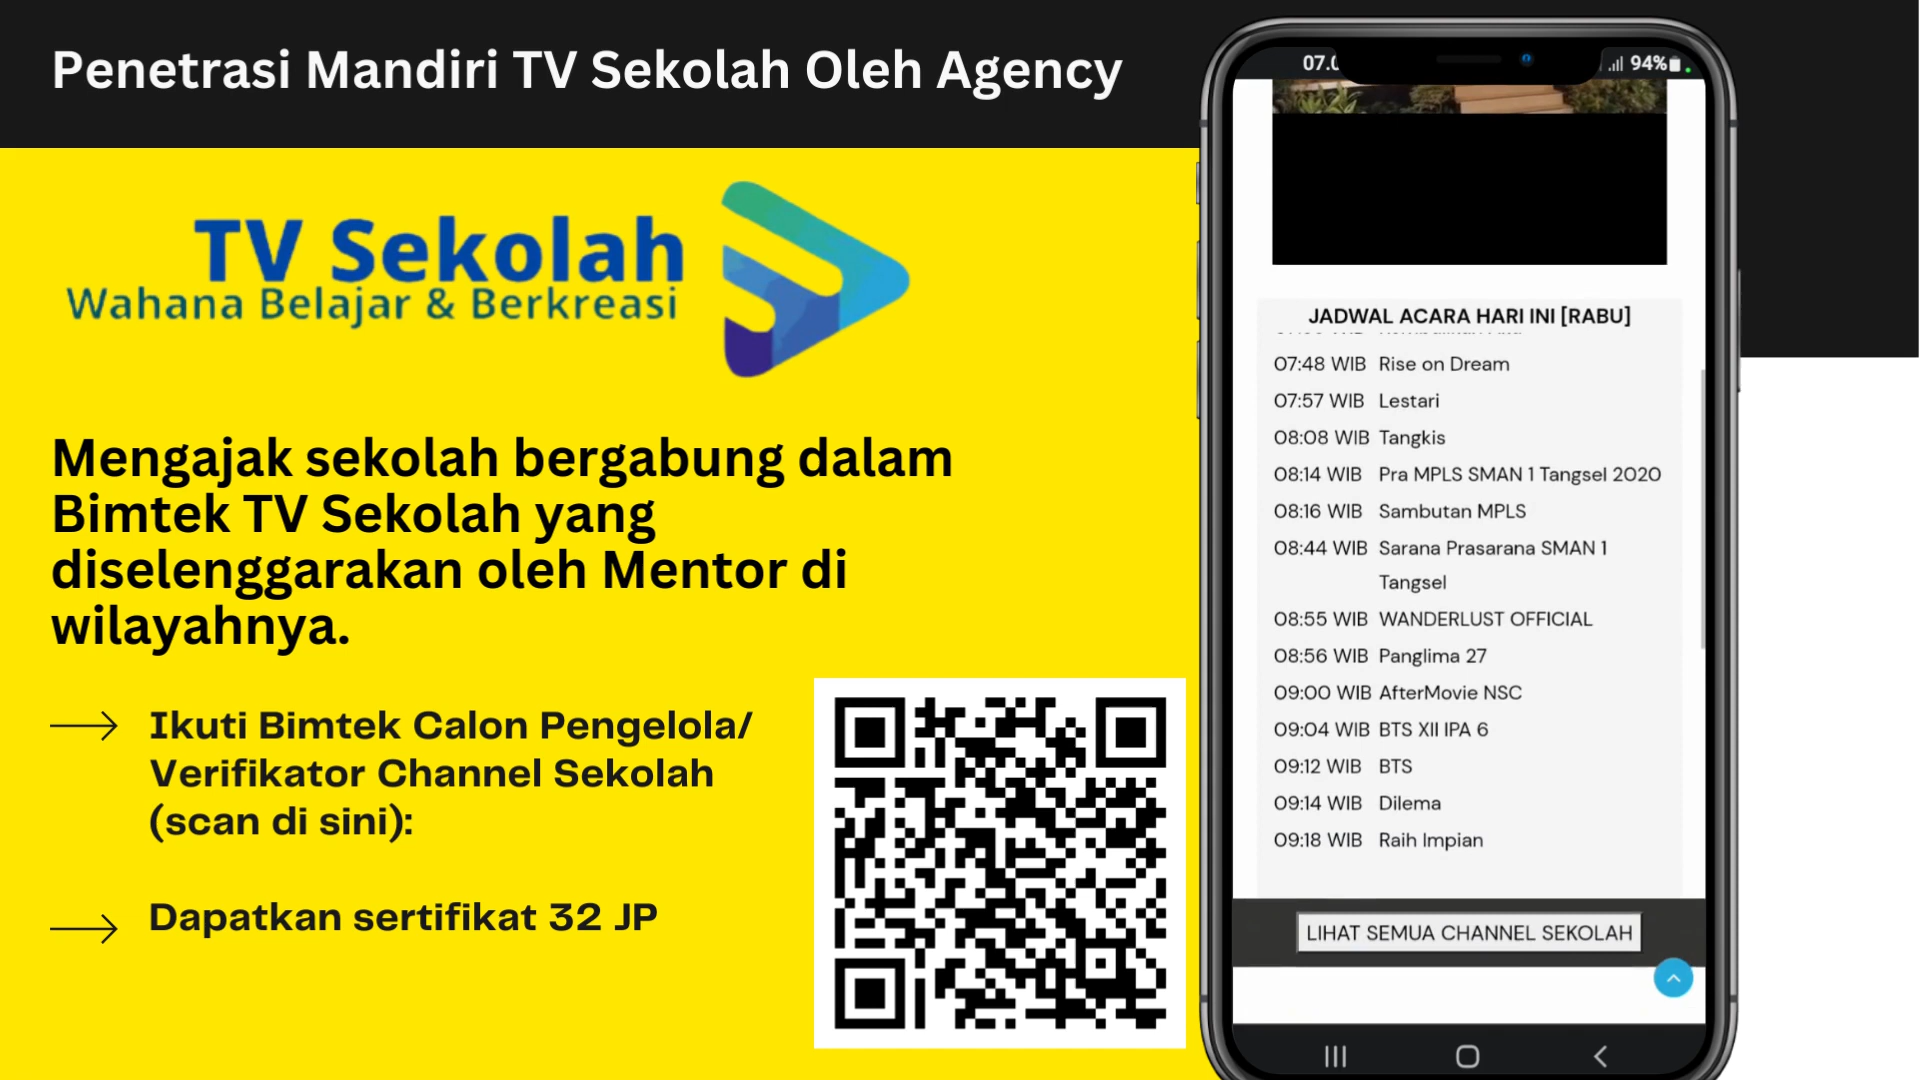 Penetrasi Mandiri TV Sekolah Oleh Agency
TV Sekolah
Wahana Belajar & Berkreasi
Mengajak sekolah bergabung dalam
Bimtek TV Sekolah yang
diselenggarakan oleh Mentor di
wilayahnya.
Ikuti Bimtek Calon Pengelola/
Verifikator Channel Sekolah
(scan di sini):
Dapatkan sertifikat 32 JP
94%
JADWAL ACARA HARI INI [RABU]
07:48 WIB Rise on Dream
07:57 WIB Lestari
08:08 WIB Tangkis
08:14 WIB Pra MPLS SMAN 1 Tangsel 2020
08:16 WIB Sambutan MPLS
08:44 WIB Sarana Prasarana SMAN 1
Tangsel
08:55 WIB WANDERLUST OFFICIAL
08:56 WIB Panglima 27
09:00 WIB AfterMovie NSC
09:04 WIB BTS XII IPA 6
09:12 WIB BTS
09:14 WIB Dilema
09:18 WIB Raih Impian
LIHAT SEMUA CHANNEL SEKOLAH